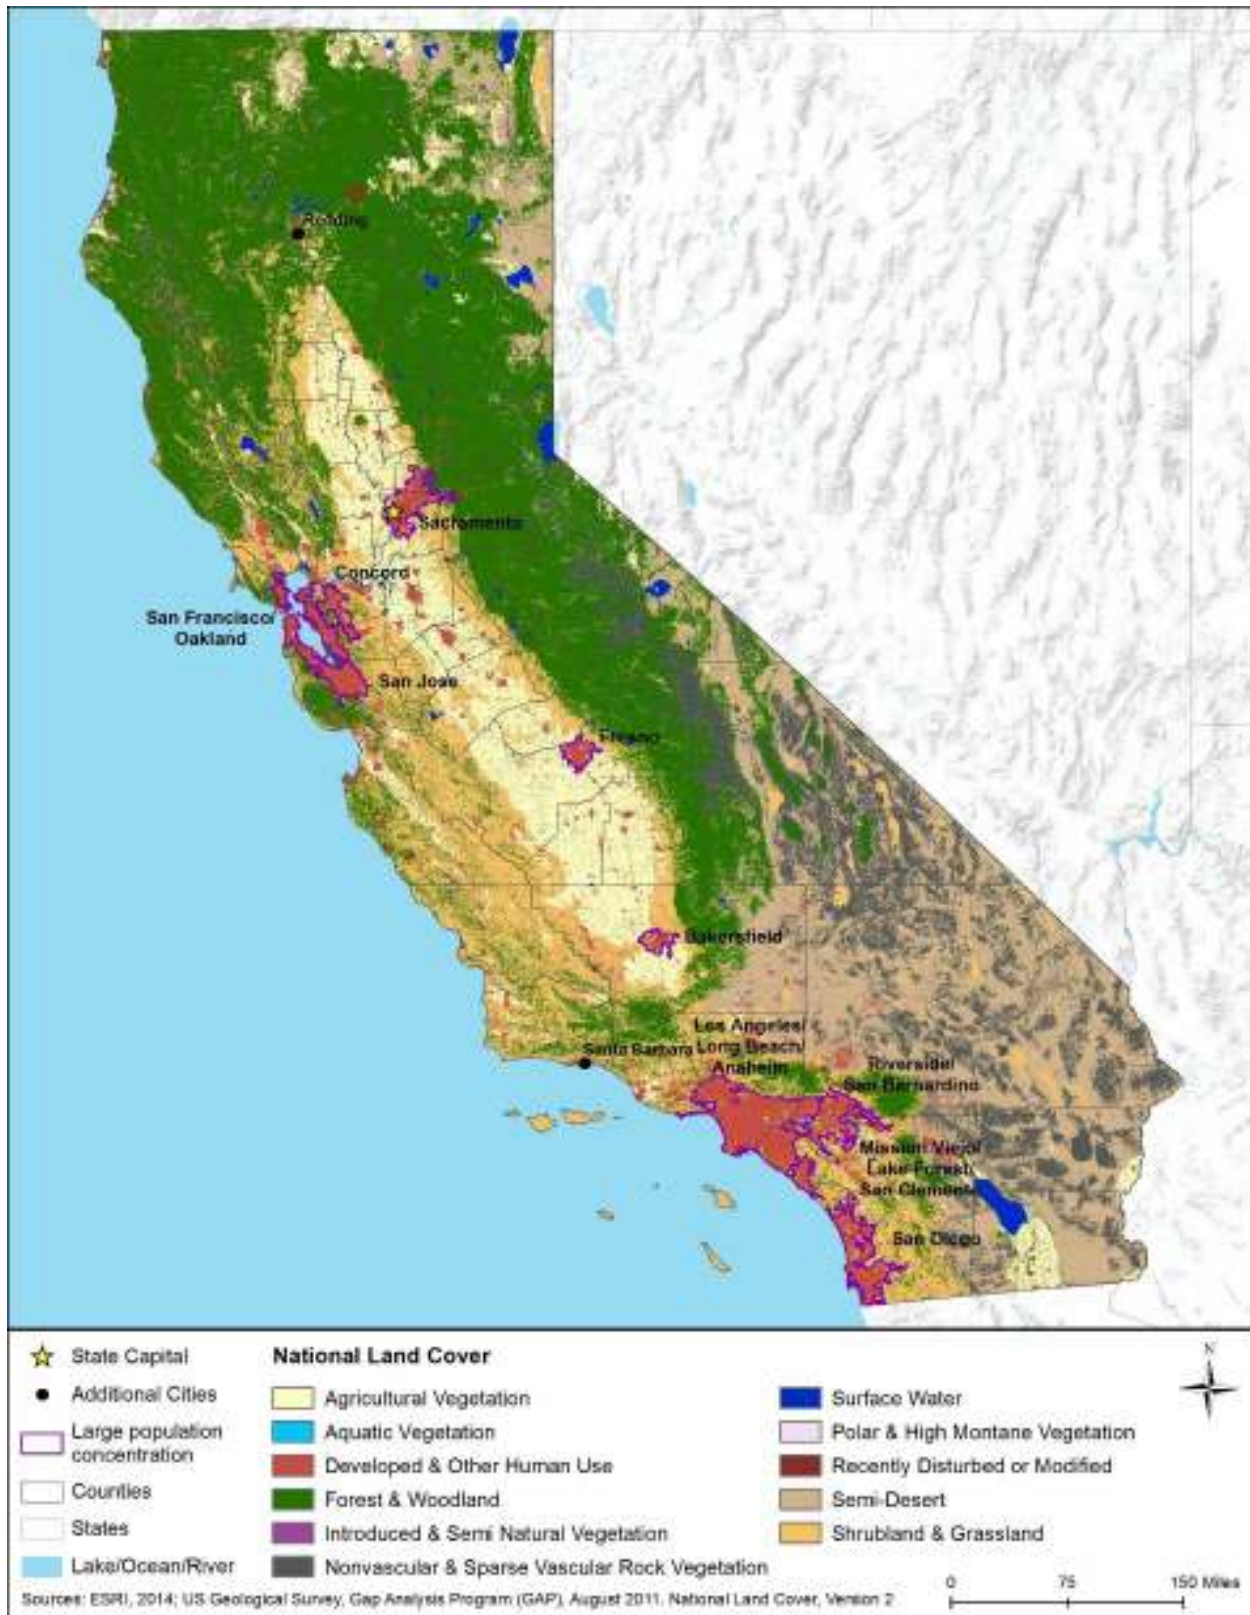 Redding
Sacramento
Concord
San Francisco/
Oakland
San Jose
Fresno
Bakersfield
Los Angeles/
Long Beach/
Anaheim
Santa Barbara
Riverside/
San Bernardino
Mission Viejo/
Lake Forest/
San Clemente
San Diego
State Capital
Additional Cities
Large population
concentration
Counties
States
Lake/Ocean/River
National Land Cover
Agricultural Vegetation
Aquatic Vegetation
Developed & Other Human Use
Forest & Woodland
Introduced & Semi Natural Vegetation
Nonvascular & Sparse Vascular Rock Vegetation
Surface Water
Polar & High Montane Vegetation
Recently Disturbed or Modified
Semi-Desert
Shrubland & Grassland
N
0 75 150 Miles
Sources: ESRI, 2014; US Geological Survey, Gap Analysis Program (GAP), August 2011. National Land Cover, Version 2